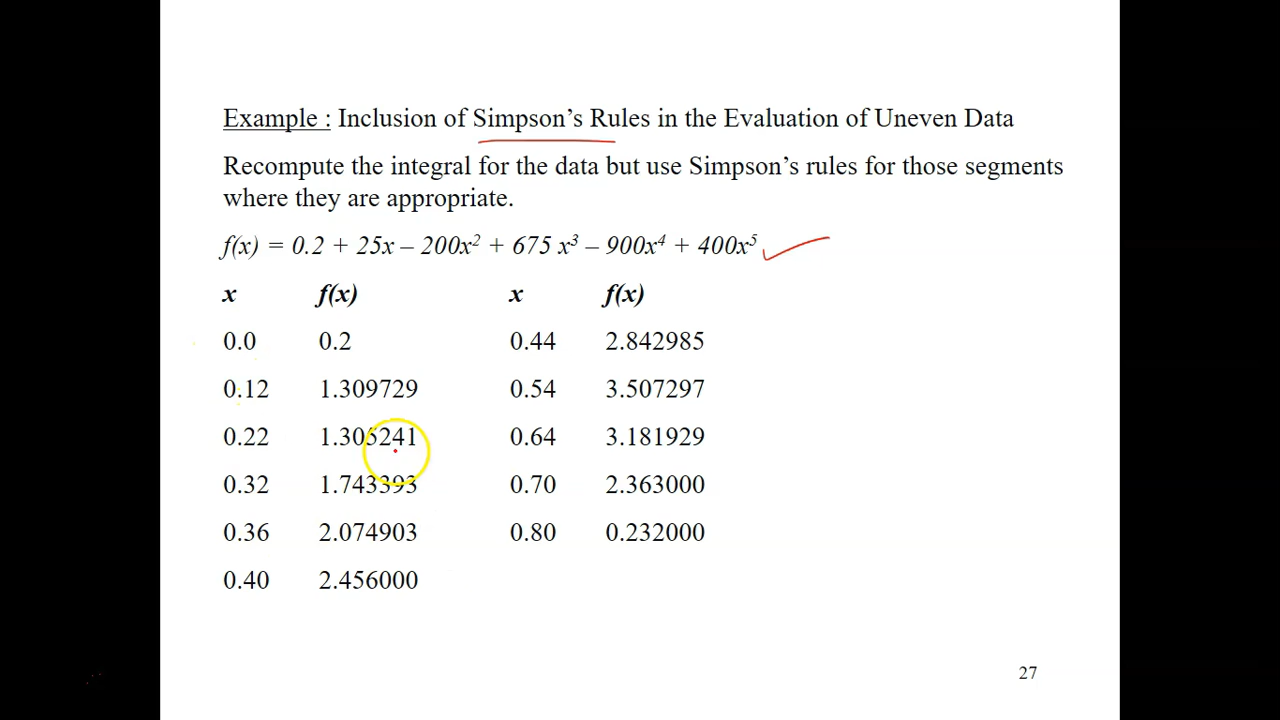 Example : Inclusion of Simpson's Rules in the Evaluation of Uneven Data
Recompute the integral for the data but use Simpson's rules for those segments
where they are appropriate.
f(x) = 0.2 + 25x – 200x² + 675 x³ – 900x⁴ + 400x⁵
x f(x) x f(x)
0.0 0.2 0.44 2.842985
0.12 1.309729 0.54 3.507297
0.22 1.305241 0.64 3.181929
0.32 1.743393 0.70 2.363000
0.36 2.074903 0.80 0.232000
0.40 2.456000
27